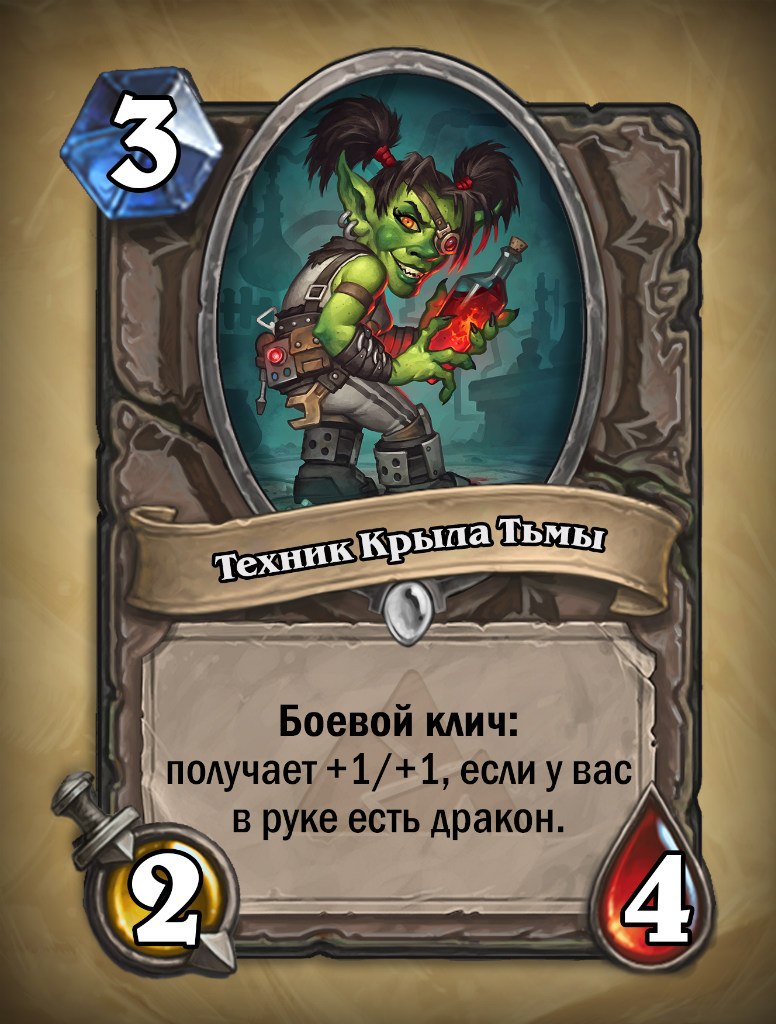 3
Техник Крыла Тьмы
Боевой клич:
получает +1/+1, если у вас
в руке есть дракон.
2
4